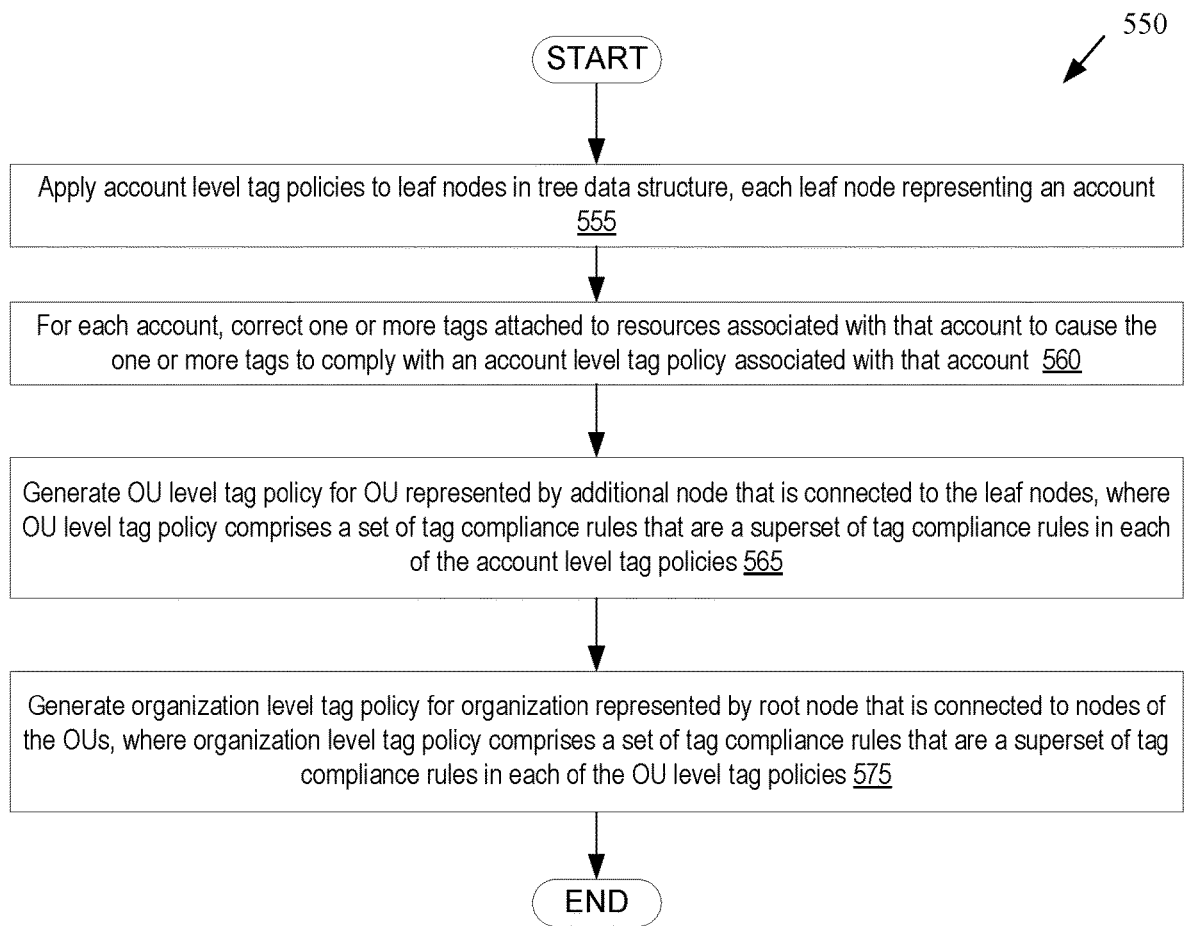 550
START
Apply account level tag policies to leaf nodes in tree data structure, each leaf node representing an account
555
For each account, correct one or more tags attached to resources associated with that account to cause the
one or more tags to comply with an account level tag policy associated with that account 560
Generate OU level tag policy for OU represented by additional node that is connected to the leaf nodes, where
OU level tag policy comprises a set of tag compliance rules that are a superset of tag compliance rules in each
of the account level tag policies 565
Generate organization level tag policy for organization represented by root node that is connected to nodes of
the OUs, where organization level tag policy comprises a set of tag compliance rules that are a superset of tag
compliance rules in each of the OU level tag policies 575
END